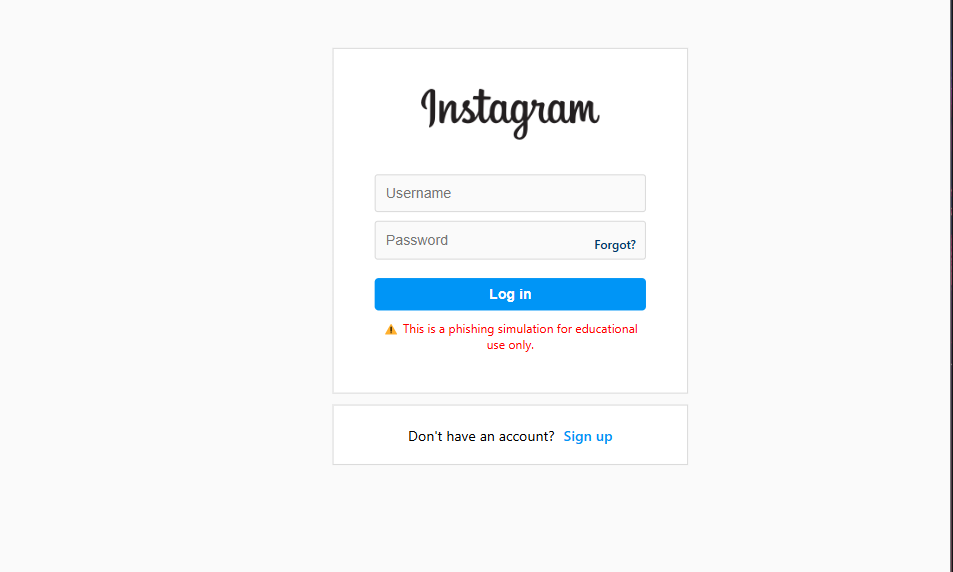 Instagram
Username
Password
Forgot?
Log in
⚠️ This is a phishing simulation for educational
use only.
Don't have an account? Sign up